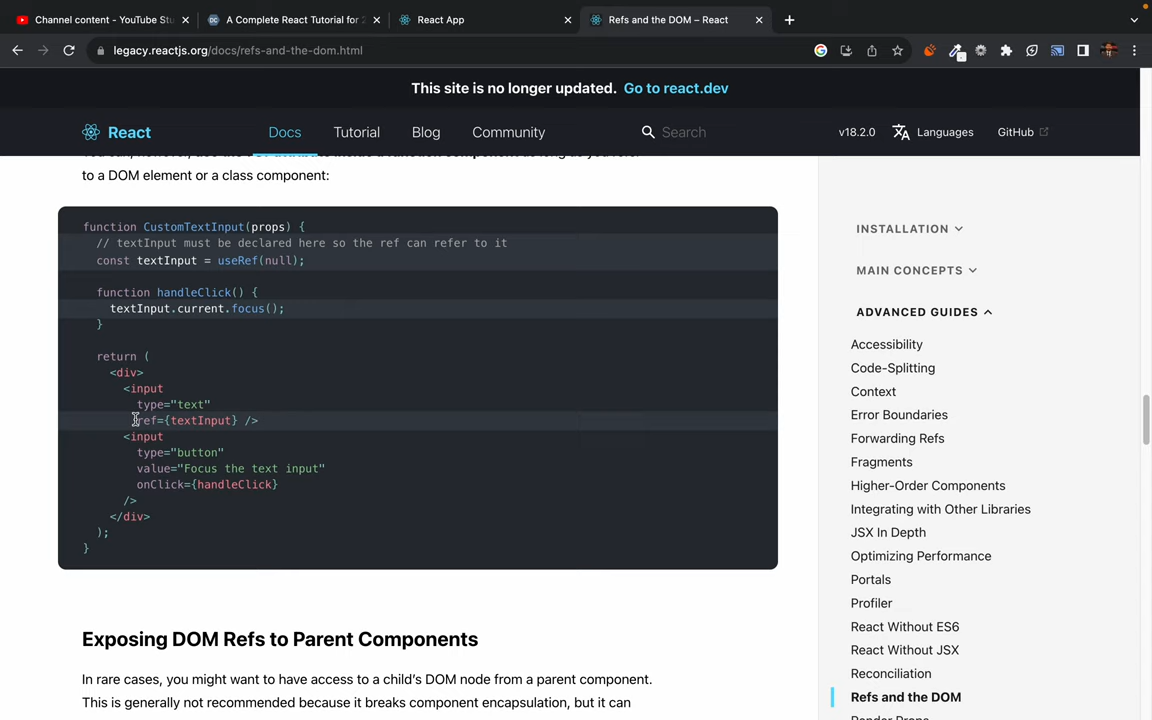 Channel content - YouTube Stu
A Complete React Tutorial for 2
React App
Refs and the DOM – React
legacy.reactjs.org/docs/refs-and-the-dom.html
This site is no longer updated. Go to react.dev
React
Docs
Tutorial
Blog
Community
Search
v18.2.0
Languages
GitHub
to a DOM element or a class component:
function CustomTextInput(props) {
// textInput must be declared here so the ref can refer to it
const textInput = useRef(null);
function handleClick() {
textInput.current.focus();
}
return (
<div>
<input
type="text"
ref={textInput} />
<input
type="button"
value="Focus the text input"
onClick={handleClick}
/>
</div>
);
}
Exposing DOM Refs to Parent Components
In rare cases, you might want to have access to a child's DOM node from a parent component.
This is generally not recommended because it breaks component encapsulation, but it can
INSTALLATION
MAIN CONCEPTS
ADVANCED GUIDES
Accessibility
Code-Splitting
Context
Error Boundaries
Forwarding Refs
Fragments
Higher-Order Components
Integrating with Other Libraries
JSX In Depth
Optimizing Performance
Portals
Profiler
React Without ES6
React Without JSX
Reconciliation
Refs and the DOM
Render Props